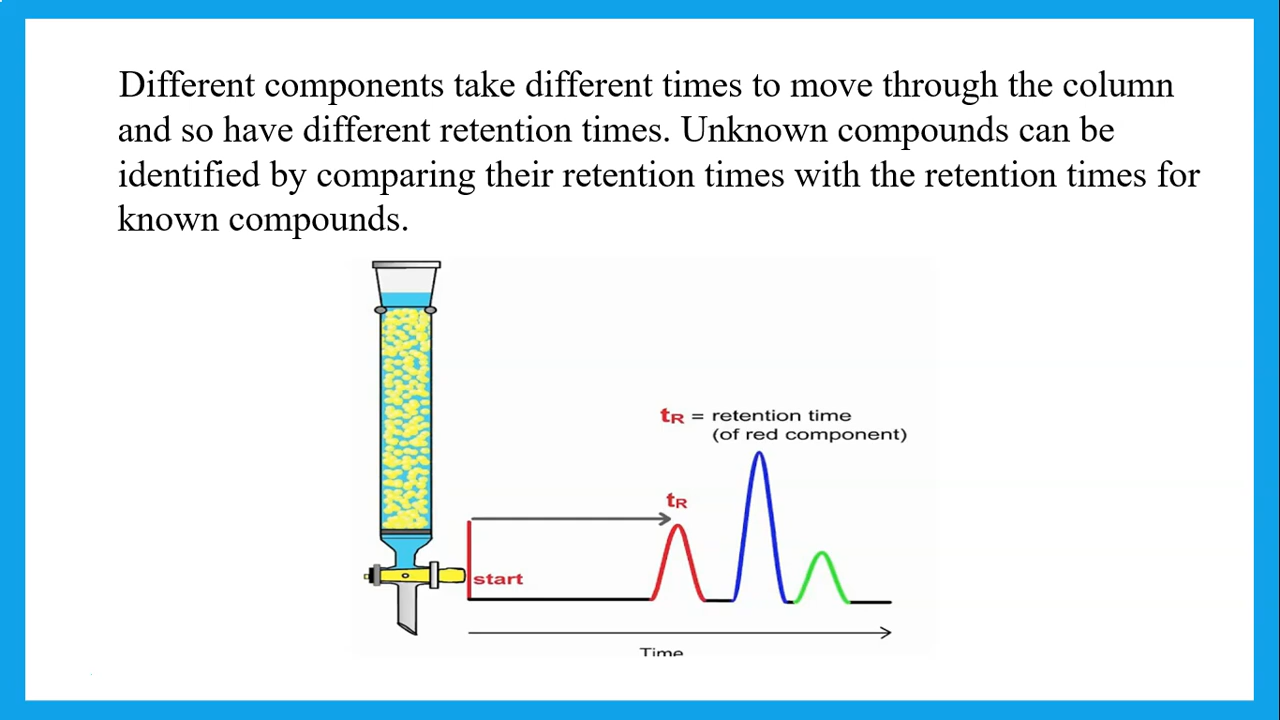 Different components take different times to move through the column
and so have different retention times. Unknown compounds can be
identified by comparing their retention times with the retention times for
known compounds.
tR = retention time
(of red component)
tR
start
Time